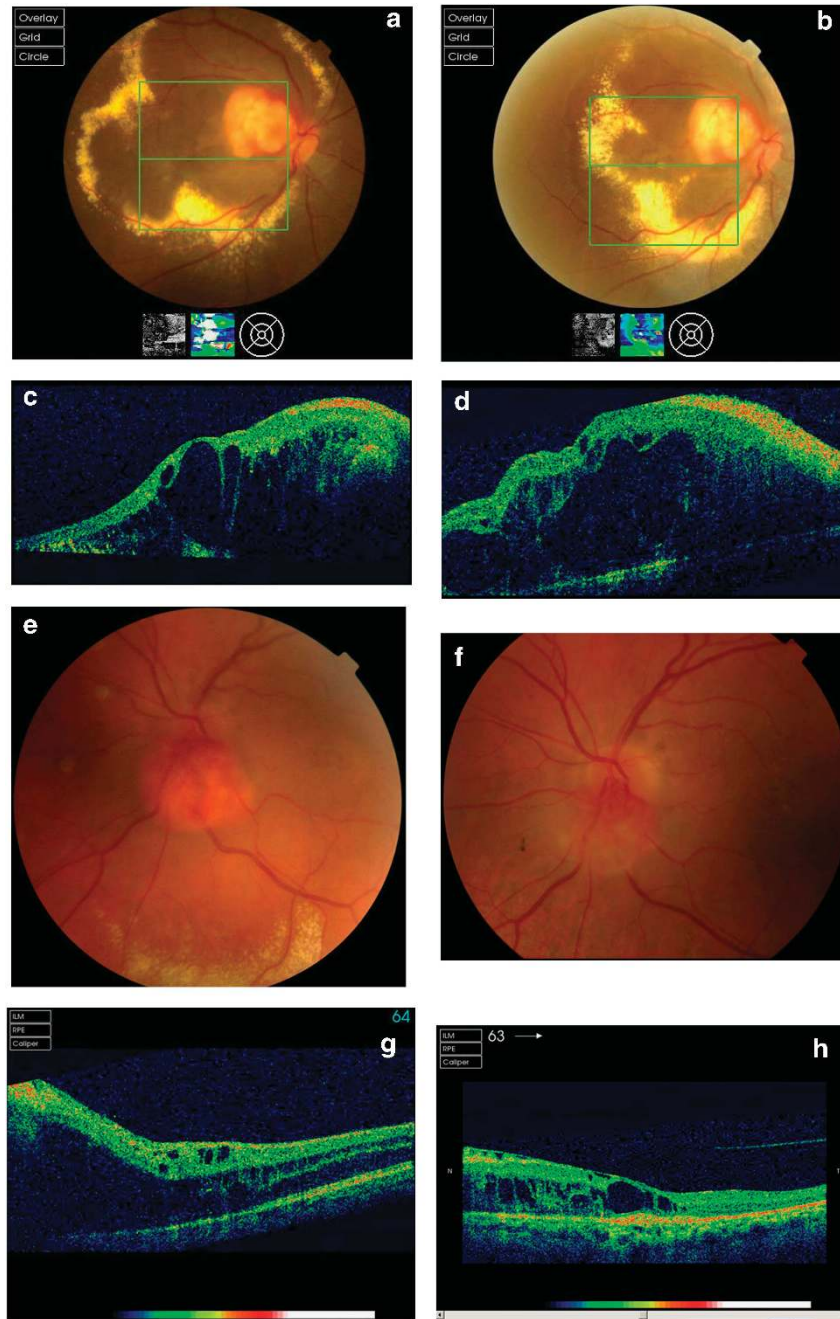 Overlay
Grid
Circle
a
Overlay
Grid
Circle
b
c
d
e
f
ILM
RPE
Caliper
64
g
ILM
RPE
Caliper
63
h
N
T